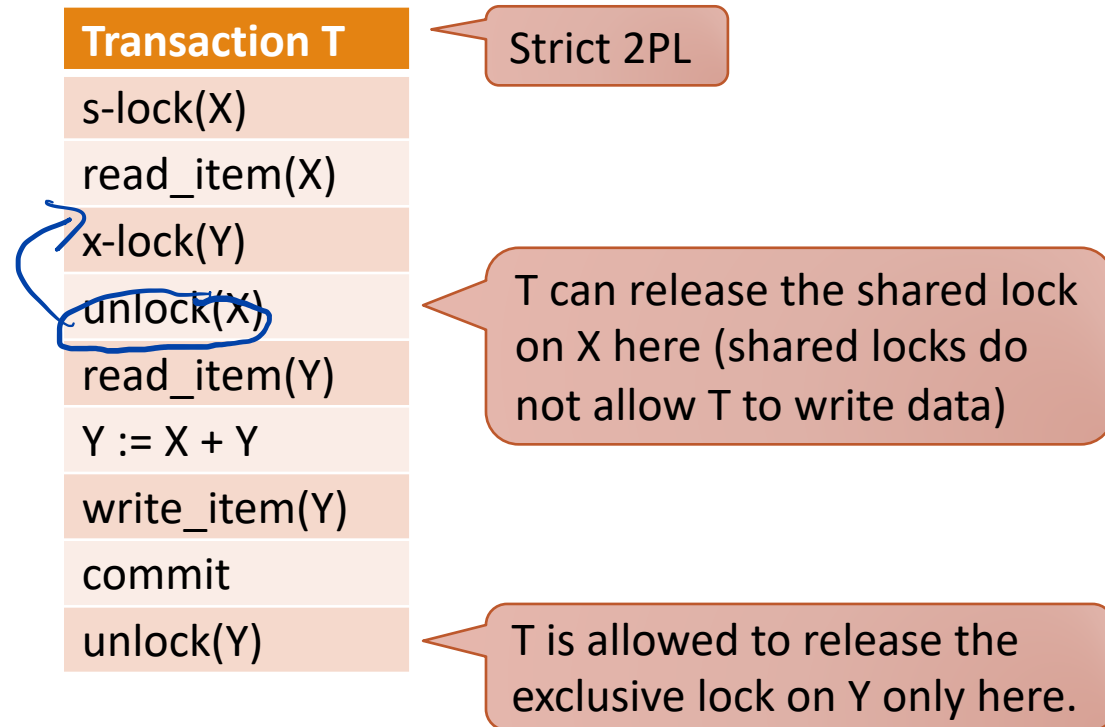 Transaction T
Strict 2PL
s-lock(X)
read_item(X)
x-lock(Y)
unlock(X)
T can release the shared lock
on X here (shared locks do
not allow T to write data)
read_item(Y)
Y := X + Y
write_item(Y)
commit
unlock(Y)
T is allowed to release the
exclusive lock on Y only here.